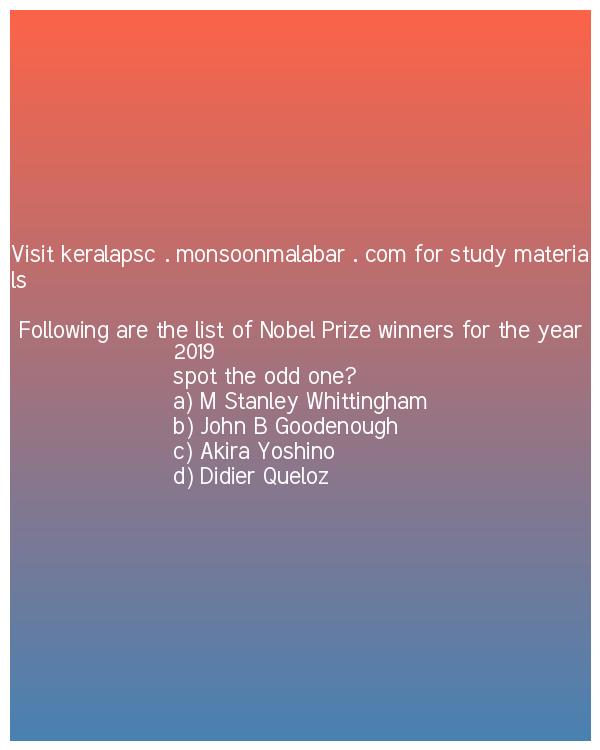 Visit keralapsc . monsoonmalabar . com for study materia
ls
Following are the list of Nobel Prize winners for the year
2019
spot the odd one?
a) M Stanley Whittingham
b) John B Goodenough
c) Akira Yoshino
d) Didier Queloz